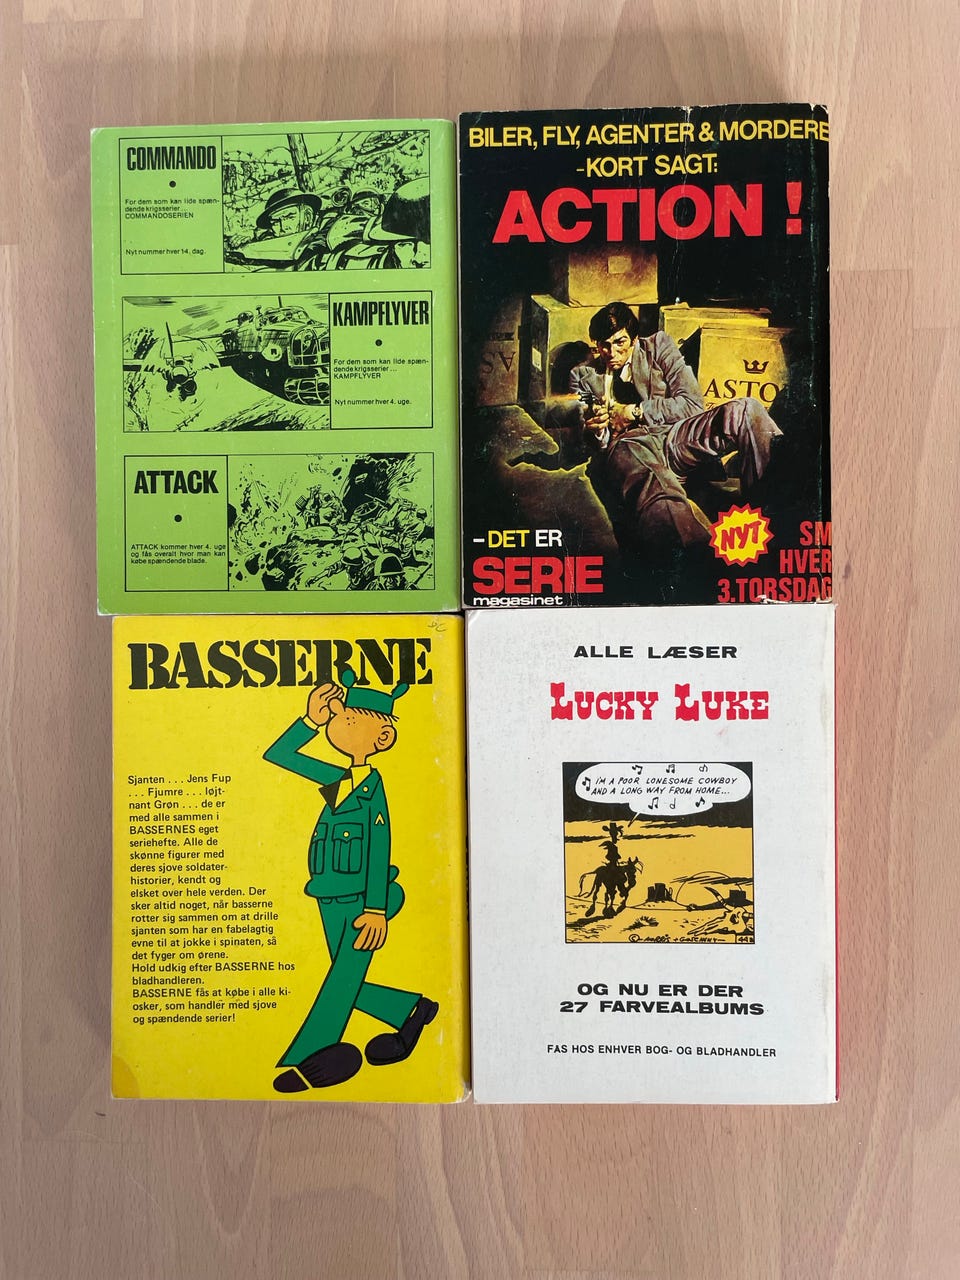 COMMANDO
For dem som kan lide spæn-
dende krigsserier...
COMMANDOSERIEN
Nyt nummer hver 14. dag.
KAMPFLYVER
For dem som kan lide spæn-
dende krigsserier...
KAMPFLYVER
Nyt nummer hver 4. uge.
ATTACK
ATTACK kommer hver 4. uge
og fås overalt hvor man kan
købe spændende blade.
BILER, FLY, AGENTER & MORDERE
-KORT SAGT:
ACTION!
ASTO
- DET ER
SERIE
magasinet
NYT
SM
HVER
3.TORSDAG
BASSERNE
Sjanten . . . Jens Fup
. . . Fjumre . . . løjt-
nant Grøn . . . de er
med alle sammen i
BASSERNES eget
seriehefte. Alle de
skønne figurer med
deres sjove soldater-
historier, kendt og
elsket over hele verden. Der
sker altid noget, når basserne
rotter sig sammen om at drille
sjanten som har en fabelagtig
evne til at jokke i spinaten, så
det fyger om ørene.
Hold udkig efter BASSERNE hos
bladhandleren.
BASSERNE fås at købe i alle ki-
osker, som handler med sjove
og spændende serier!
ALLE LÆSER
LUCKY LUKE
I'M A POOR LONESOME COWBOY
AND A LONG WAY FROM HOME...
© MORRIS + GOSCINNY
OG NU ER DER
27 FARVEALBUMS
FAS HOS ENHVER BOG- OG BLADHANDLER